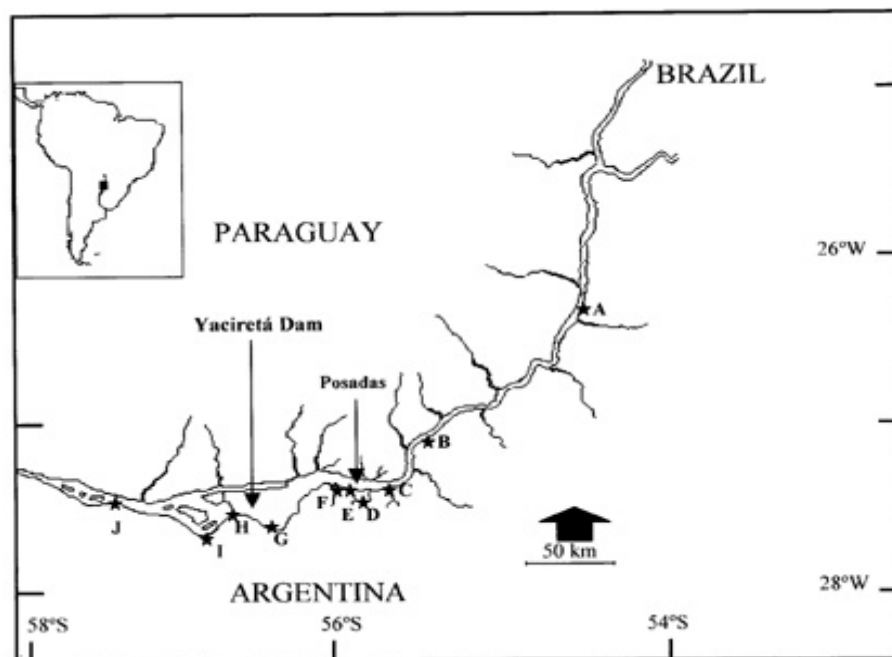 BRAZIL
PARAGUAY
26°W
A
Yaciretá Dam
Posadas
B
F
E
D
C
J
H
G
I
50 km
ARGENTINA
28°W
58°S
56°S
54°S